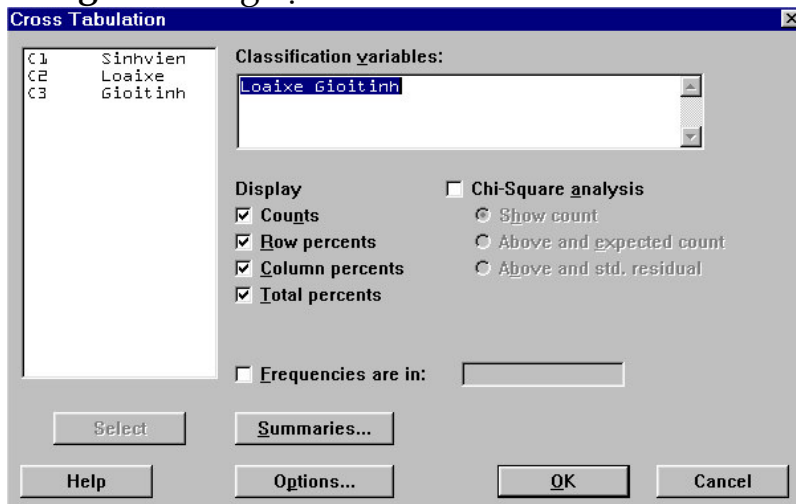 Cross Tabulation
C1 Sinhvien
C2 Loaixe
C3 Gioitinh
Classification variables:
Loaixe Gioitinh
Display
Counts
Row percents
Column percents
Total percents
Chi-Square analysis
Show count
Above and expected count
Above and std. residual
Frequencies are in:
Select
Summaries...
Help
Options...
OK
Cancel